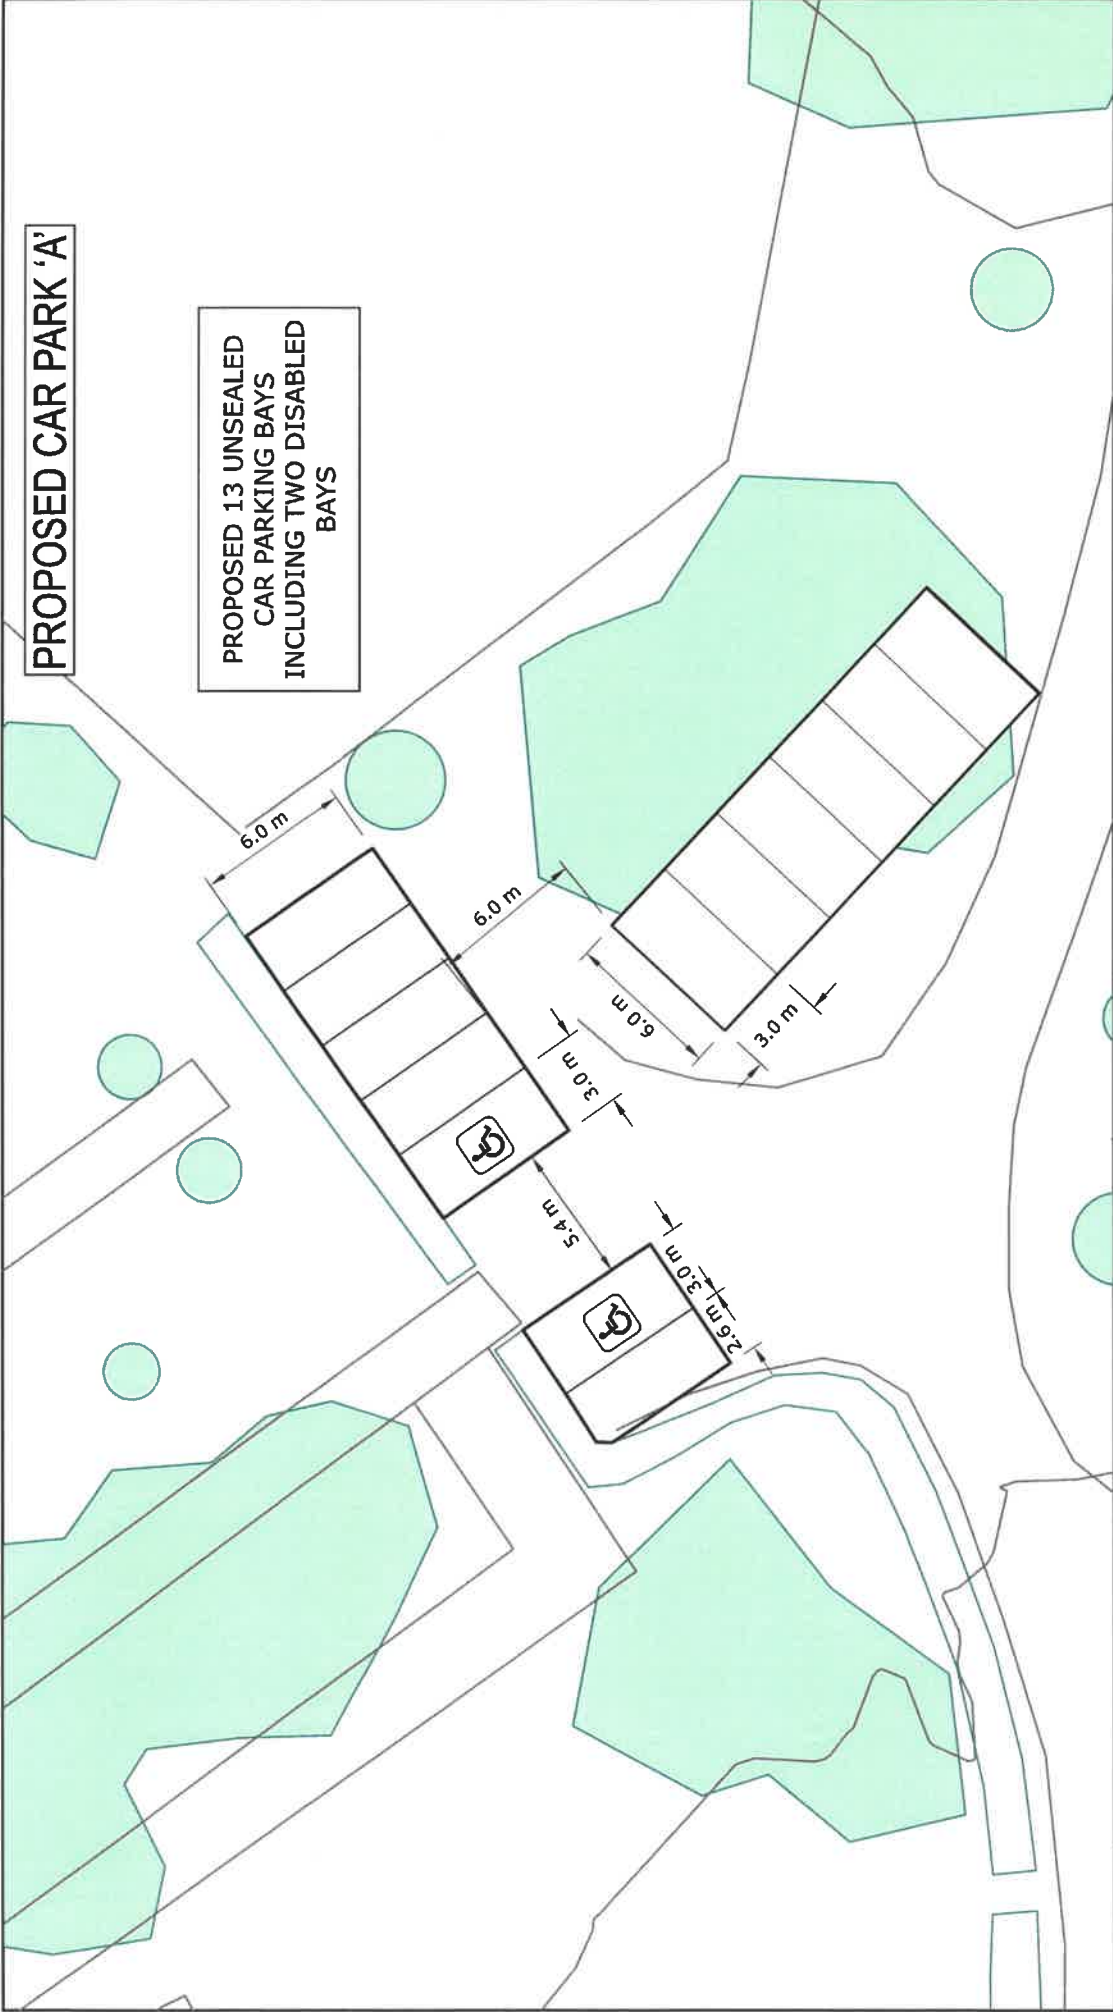 PROPOSED CAR PARK 'A'
PROPOSED 13 UNSEALED
CAR PARKING BAYS
INCLUDING TWO DISABLED
BAYS
6.0 m
6.0 m
6.0 m
3.0 m
3.0 m
5.4 m
3.0 m
2.6 m